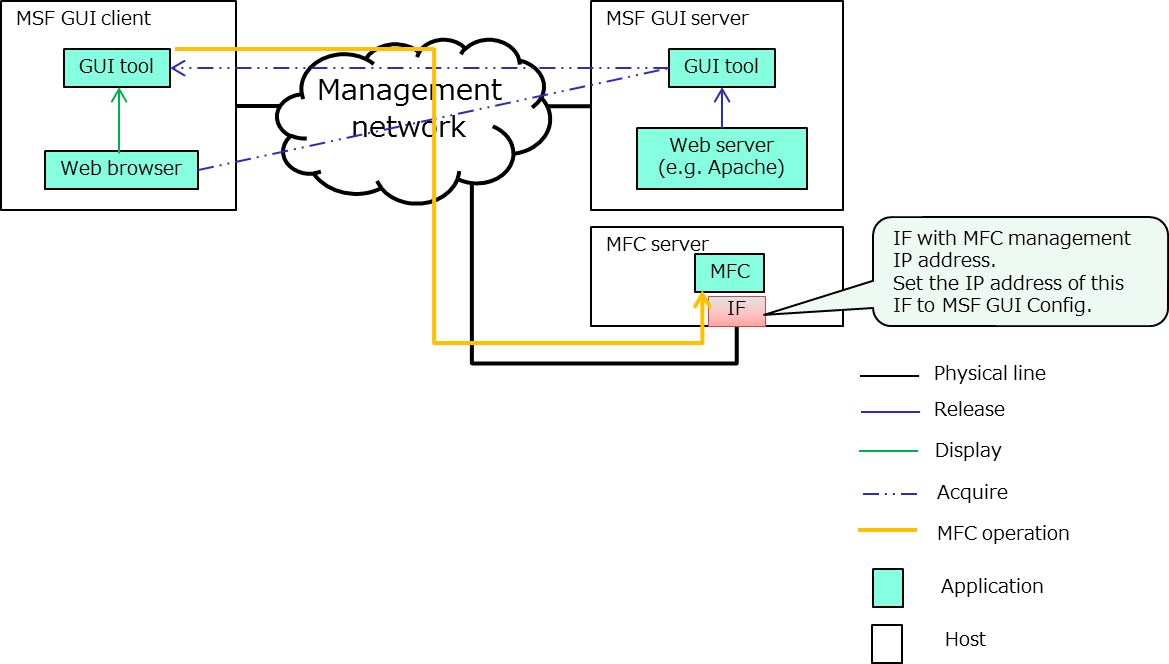 MSF GUI client
GUI tool
Web browser
Management
network
MSF GUI server
GUI tool
Web server
(e.g. Apache)
MFC server
MFC
IF
IF with MFC management
IP address.
Set the IP address of this
IF to MSF GUI Config.
Physical line
Release
Display
Acquire
MFC operation
Application
Host